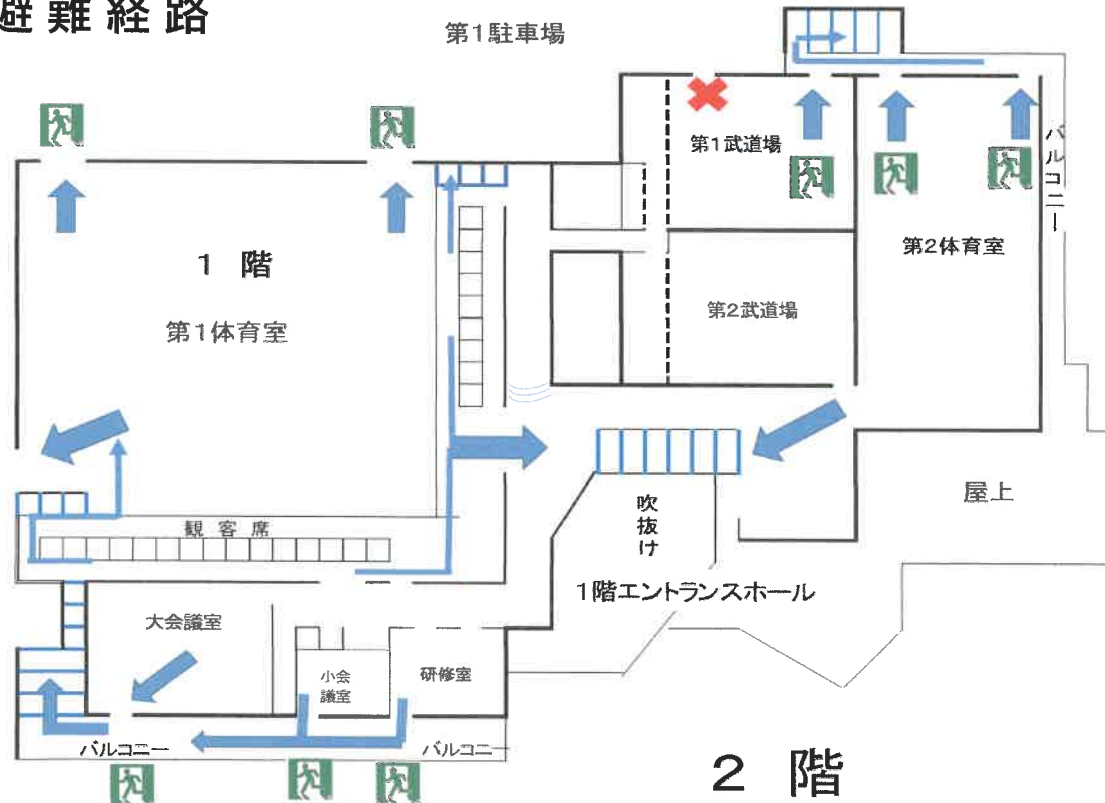 避難経路
第1駐車場
第1武道場
バルコニー
1 階
第2体育室
第1体育室
第2武道場
屋上
吹抜け
観客席
1階エントランスホール
大会議室
小会
議室
研修室
バルコニー
バルコニー
2 階